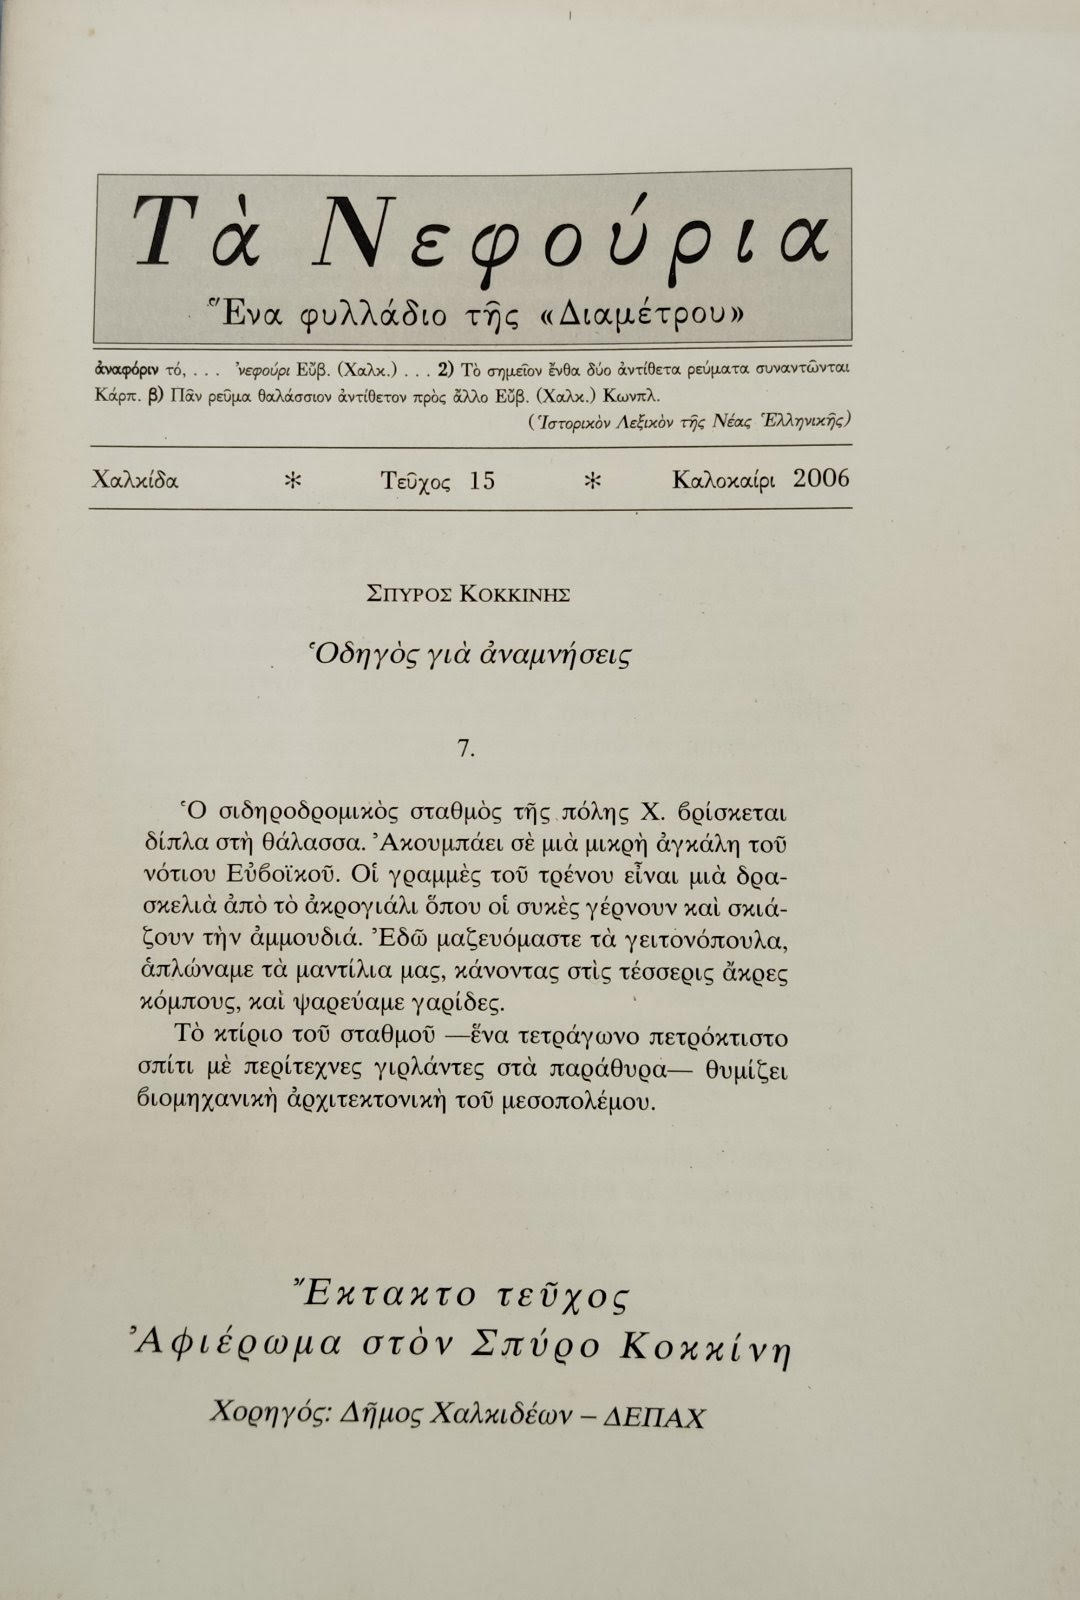 Τὰ Νεφούρια
Ἕνα φυλλάδιο τῆς «Διαμέτρου»
ἀναφόριν τό, . . . ᾿νεφούρι Εὔβ. (Χαλκ.) . . . 2) Τὸ σημεῖον ἔνθα δύο ἀντίθετα ρεύματα συναντῶνται
Κάρπ. β) Πᾶν ρεῦμα θαλάσσιον ἀντίθετον πρὸς ἄλλο Εὔβ. (Χαλκ.) Κωνπλ.
(Ἱστορικὸν Λεξικὸν τῆς Νέας Ἑλληνικῆς)
Χαλκίδα * Τεῦχος 15 * Καλοκαίρι 2006
ΣΠΥΡΟΣ ΚΟΚΚΙΝΗΣ
Ὁδηγὸς γιὰ ἀναμνήσεις
7.
Ὁ σιδηροδρομικὸς σταθμὸς τῆς πόλης Χ. βρίσκεται
δίπλα στὴ θάλασσα. Ἀκουμπάει σὲ μιὰ μικρὴ ἀγκάλη τοῦ
νότιου Εὐβοϊκοῦ. Οἱ γραμμὲς τοῦ τρένου εἶναι μιὰ δρα-
σκελιὰ ἀπὸ τὸ ἀκρογιάλι ὅπου οἱ συκὲς γέρνουν καὶ σκιά-
ζουν τὴν ἀμμουδιά. Ἐδῶ μαζευόμαστε τὰ γειτονόπουλα,
ἁπλώναμε τὰ μαντίλια μας, κάνοντας στὶς τέσσερις ἄκρες
κόμπους, καὶ ψαρεύαμε γαρίδες.
Τὸ κτίριο τοῦ σταθμοῦ —ἕνα τετράγωνο πετρόκτιστο
σπίτι μὲ περίτεχνες γιρλάντες στὰ παράθυρα— θυμίζει
βιομηχανικὴ ἀρχιτεκτονικὴ τοῦ μεσοπολέμου.
Ἔκτακτο τεῦχος
Ἀφιέρωμα στὸν Σπύρο Κοκκίνη
Χορηγός: Δῆμος Χαλκιδέων – ΔΕΠΑΧ